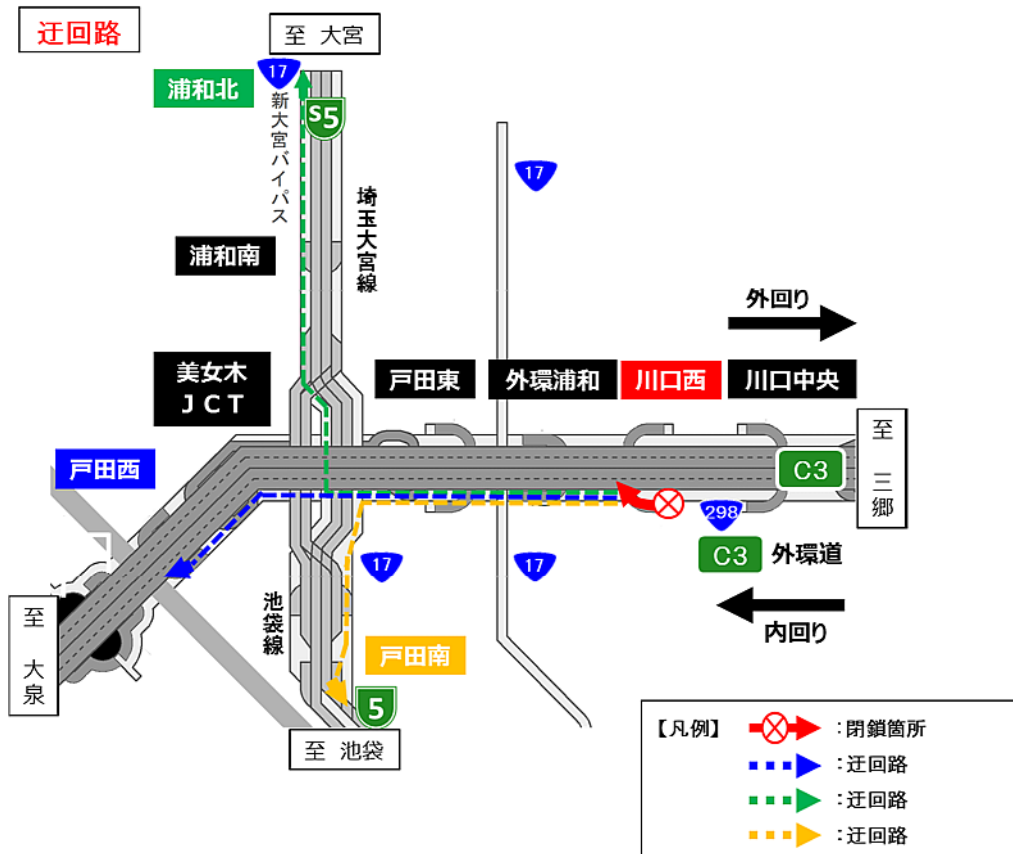 迂回路
至 大宮
17
浦和北
S5
新大宮バイパス
17
埼玉大宮線
浦和南
外回り
美女木
JCT
戸田東
外環浦和
川口西
川口中央
至 三郷
戸田西
C3
298
C3 外環道
17
17
池袋線
内回り
至 大泉
戸田南
5
至 池袋
【凡例】
:閉鎖箇所
:迂回路
:迂回路
:迂回路